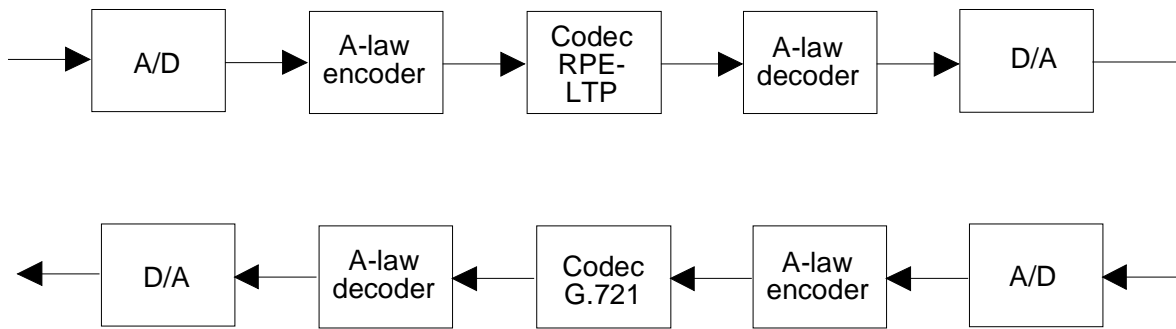 A/D
A-law
encoder
Codec
RPE-
LTP
A-law
decoder
D/A
D/A
A-law
decoder
Codec
G.721
A-law
encoder
A/D